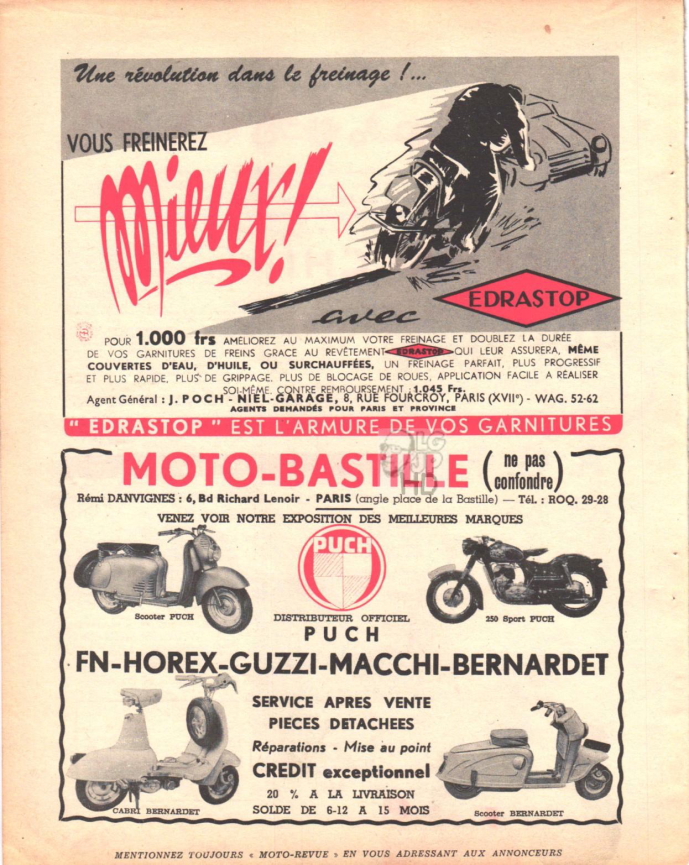 Une révolution dans le freinage !...
VOUS FREINEREZ
Mieux!
avec
EDRASTOP
POUR 1.000 frs AMÉLIOREZ AU MAXIMUM VOTRE FREINAGE ET DOUBLEZ LA DURÉE
DE VOS GARNITURES DE FREINS GRACE AU REVÊTEMENT EDRASTOP QUI LEUR ASSURERA, MÊME
COUVERTES D'EAU, D'HUILE, OU SURCHAUFFÉES, UN FREINAGE PARFAIT, PLUS PROGRESSIF
ET PLUS RAPIDE, PLUS DE GRIPPAGE. PLUS DE BLOCAGE DE ROUES, APPLICATION FACILE A RÉALISER
SOI-MÊME. CONTRE REMBOURSEMENT : 1.045 Frs.
Agent Général : J. POCH - NIEL-GARAGE, 8, RUE FOURCROY, PARIS (XVIIe) - WAG. 52-62
AGENTS DEMANDÉS POUR PARIS ET PROVINCE
" EDRASTOP " EST L'ARMURE DE VOS GARNITURES
MOTO-BASTILLE (ne pas confondre)
Rémi DANVIGNES : 6, Bd Richard Lenoir - PARIS (angle place de la Bastille) — Tél. : ROQ. 29-28
VENEZ VOIR NOTRE EXPOSITION DES MEILLEURES MARQUES
PUCH
Scooter PUCH
DISTRIBUTEUR OFFICIEL
250 Sport PUCH
PUCH
FN-HOREX-GUZZI-MACCHI-BERNARDET
SERVICE APRES VENTE
PIECES DETACHEES
Réparations - Mise au point
CREDIT exceptionnel
20 % A LA LIVRAISON
SOLDE DE 6-12 A 15 MOIS
CABRI BERNARDET
Scooter BERNARDET
MENTIONNEZ TOUJOURS « MOTO-REVUE » EN VOUS ADRESSANT AUX ANNONCEURS